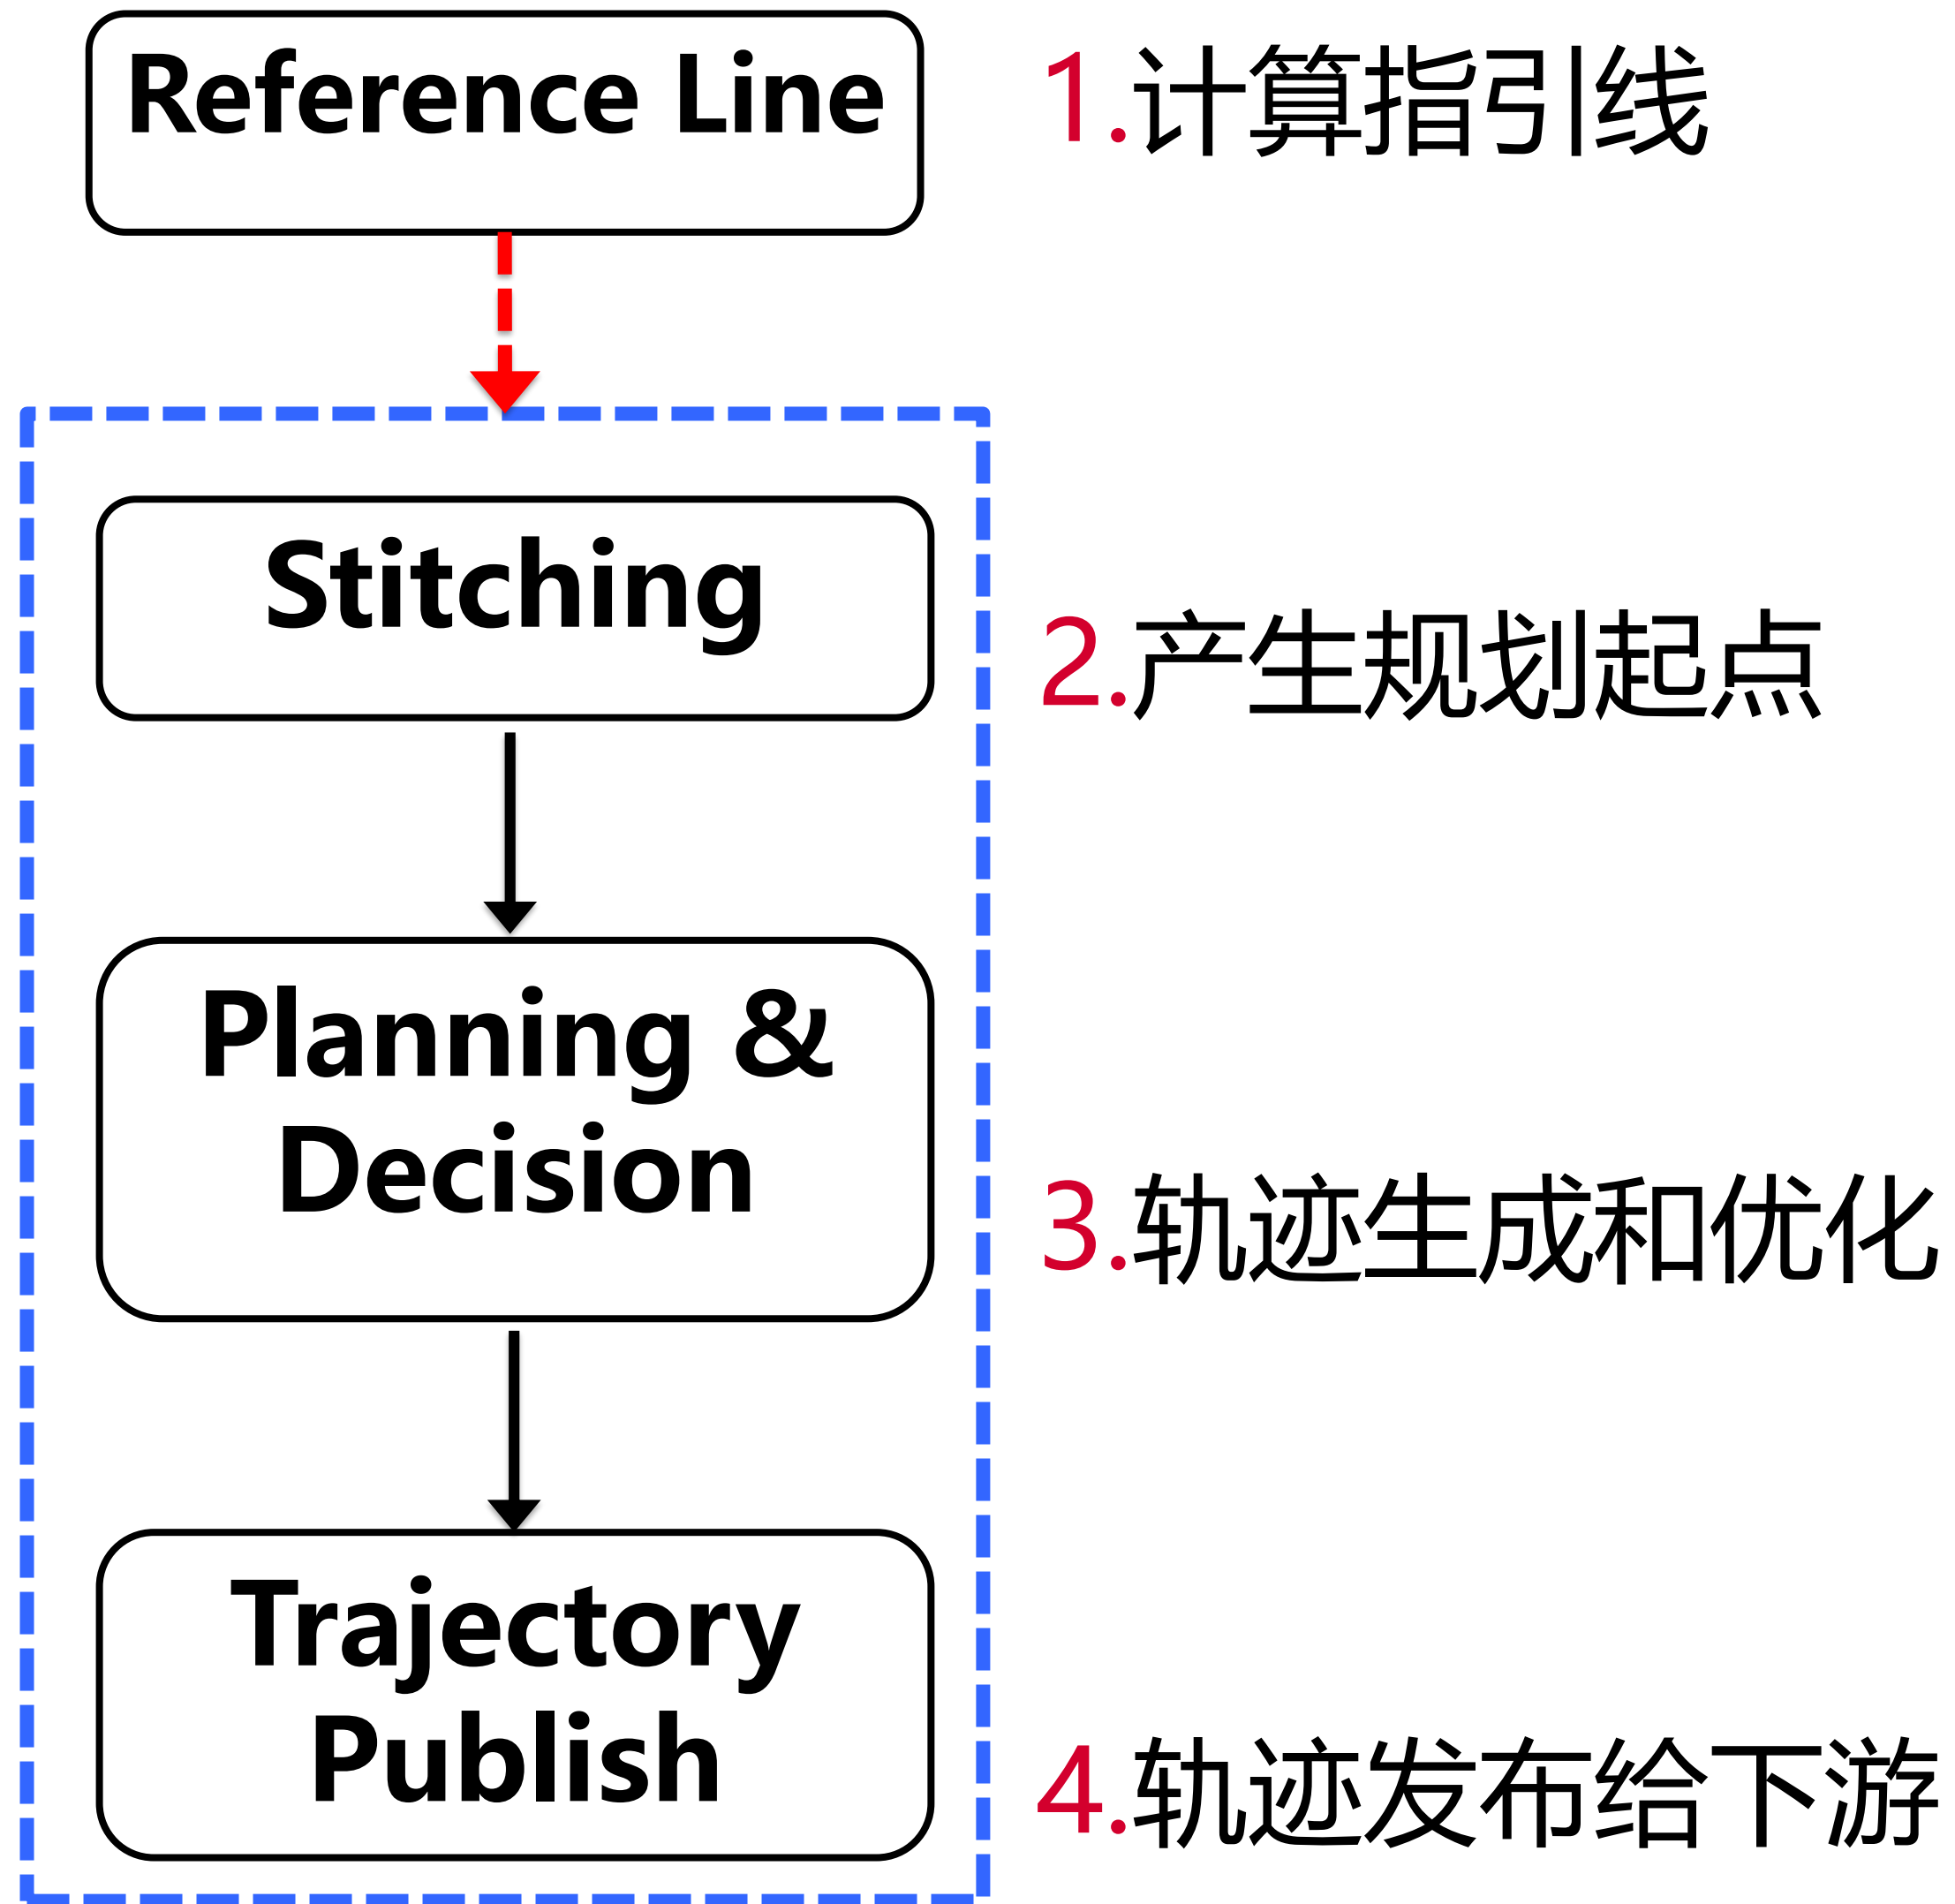 Reference Line
1.计算指引线
Stitching
2.产生规划起点
Planning &
Decision
3.轨迹生成和优化
Trajectory
Publish
4.轨迹发布给下游